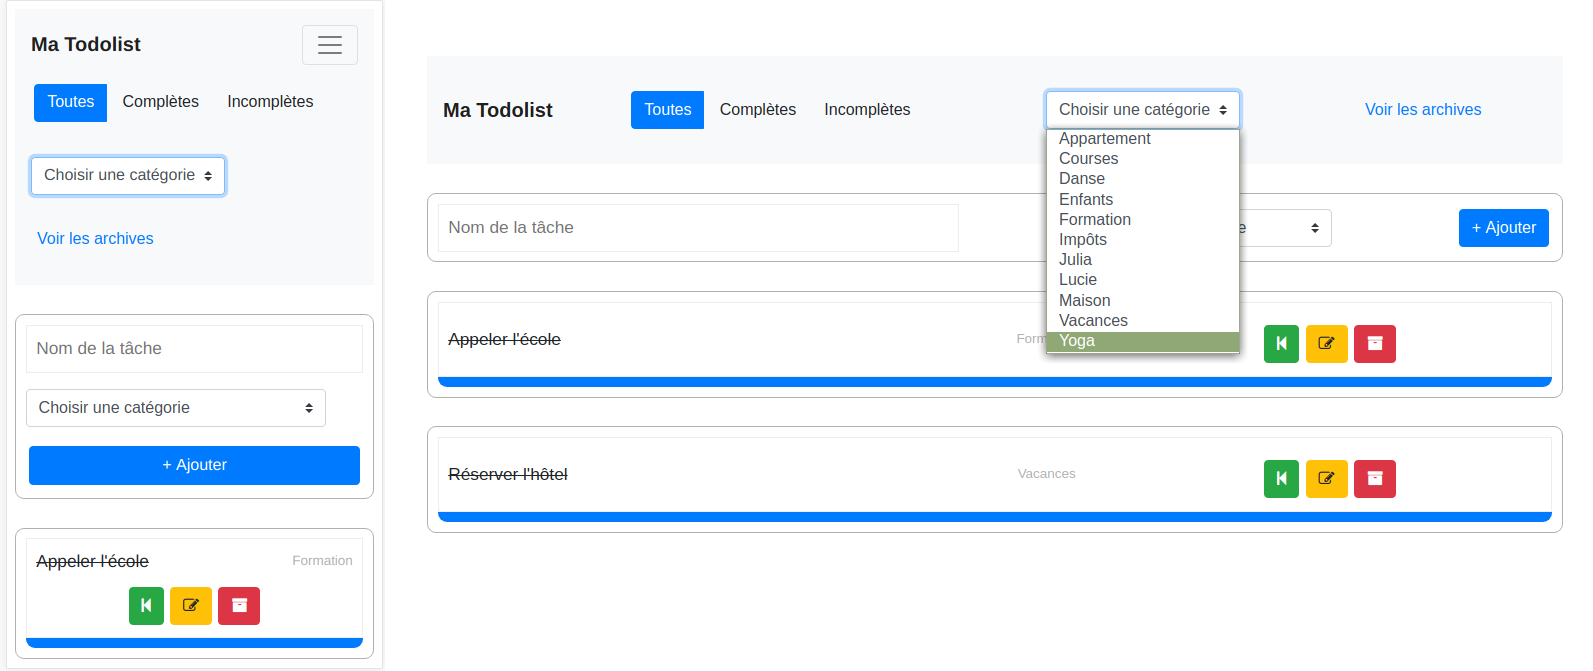 Ma Todolist
Toutes Complètes Incomplètes
Choisir une catégorie
Voir les archives
Nom de la tâche
Choisir une catégorie
+ Ajouter
Appeler l'école Formation
Ma Todolist Toutes Complètes Incomplètes Choisir une catégorie Voir les archives
Appartement
Courses
Danse
Enfants
Formation
Impôts
Julia
Lucie
Maison
Vacances
Yoga
Nom de la tâche e + Ajouter
Appeler l'école Form
Réserver l'hôtel Vacances